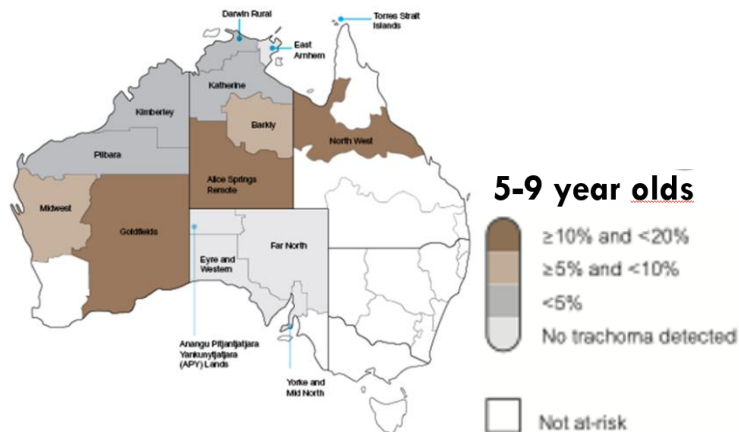 Darwin Rural
Torres Strait
Islands
East
Arnhem
Katherine
Kimberley
Barkly
North West
Pilbara
Alice Springs
Remote
Midwest
Goldfields
Far North
Eyre and
Western
Anangu Pitjantjatjara
Yankunytjatjara
(APY) Lands
Yorke and
Mid North
5-9 year olds
≥10% and <20%
≥5% and <10%
<5%
No trachoma detected
Not at-risk